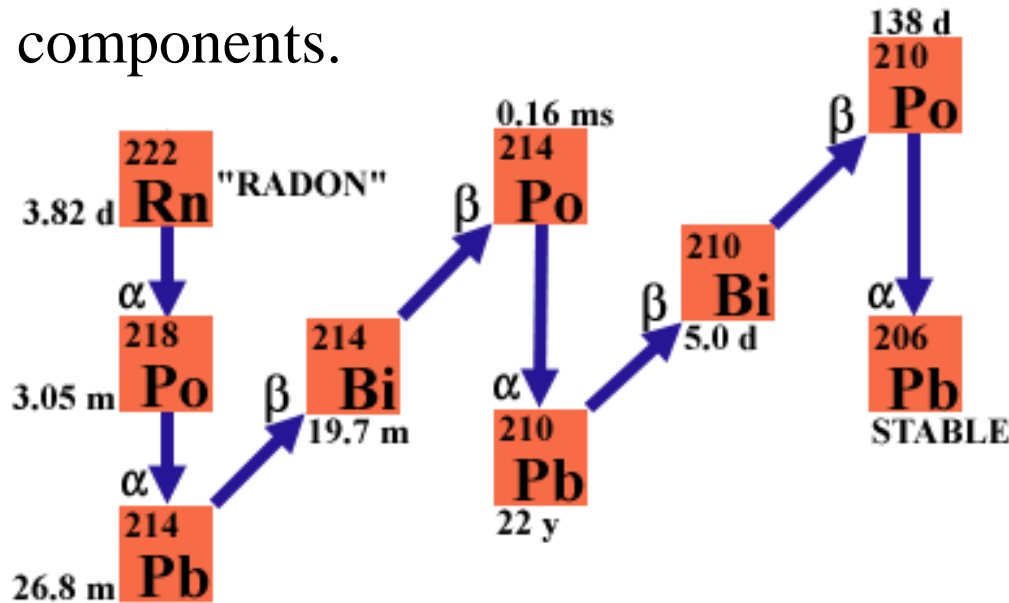 components.
138 d
210
Po
β
0.16 ms
214
Po
β
222
Rn
"RADON"
3.82 d
α
218
Po
3.05 m
214
Bi
β
19.7 m
210
Bi
β
5.0 d
α
206
Pb
STABLE
α
210
Pb
22 y
α
214
Pb
26.8 m